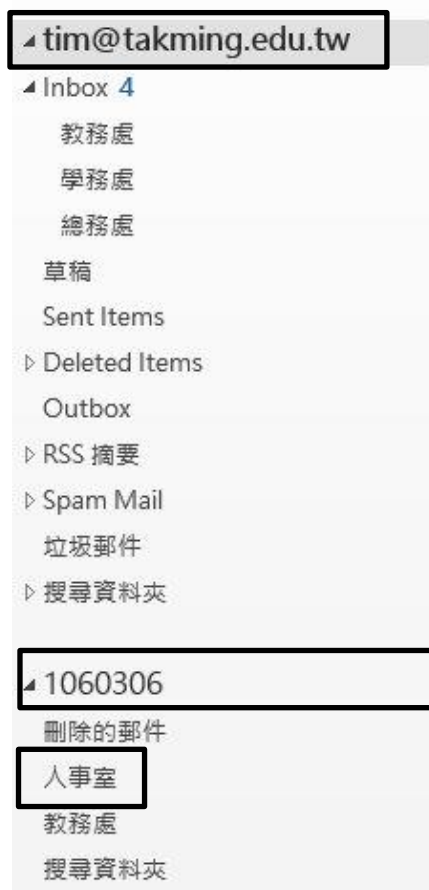 tim@takming.edu.tw
Inbox 4
教務處
學務處
總務處
草稿
Sent Items
Deleted Items
Outbox
RSS 摘要
Spam Mail
垃圾郵件
搜尋資料夾
1060306
刪除的郵件
人事室
教務處
搜尋資料夾